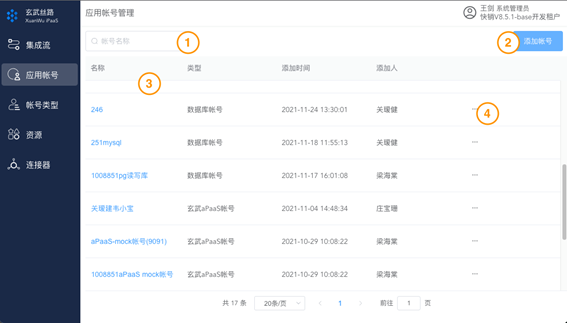 玄武丝路
XuanWu iPaaS
集成流
应用帐号
帐号类型
资源
连接器
应用帐号管理
王剑 系统管理员
快销V8.5.1-base开发租户
帐号名称
1
2
添加帐号
名称 类型 添加时间 添加人
3
246 数据库帐号 2021-11-24 13:30:01 关瑷健 ...
4
251mysql 数据库帐号 2021-11-18 11:55:13 关瑷健 ...
1008851pg读写库 数据库帐号 2021-11-17 16:01:08 梁海棠 ...
关瑷建韦小宝 玄武aPaaS帐号 2021-11-04 14:48:34 庄宝珊 ...
aPaaS-mock帐号(9091) 玄武aPaaS帐号 2021-10-29 10:08:22 梁海棠 ...
1008851aPaaS mock帐号 玄武aPaaS帐号 2021-10-29 10:08:22 梁海棠 ...
共 17 条 20条/页 < 1 > 前往 1 页